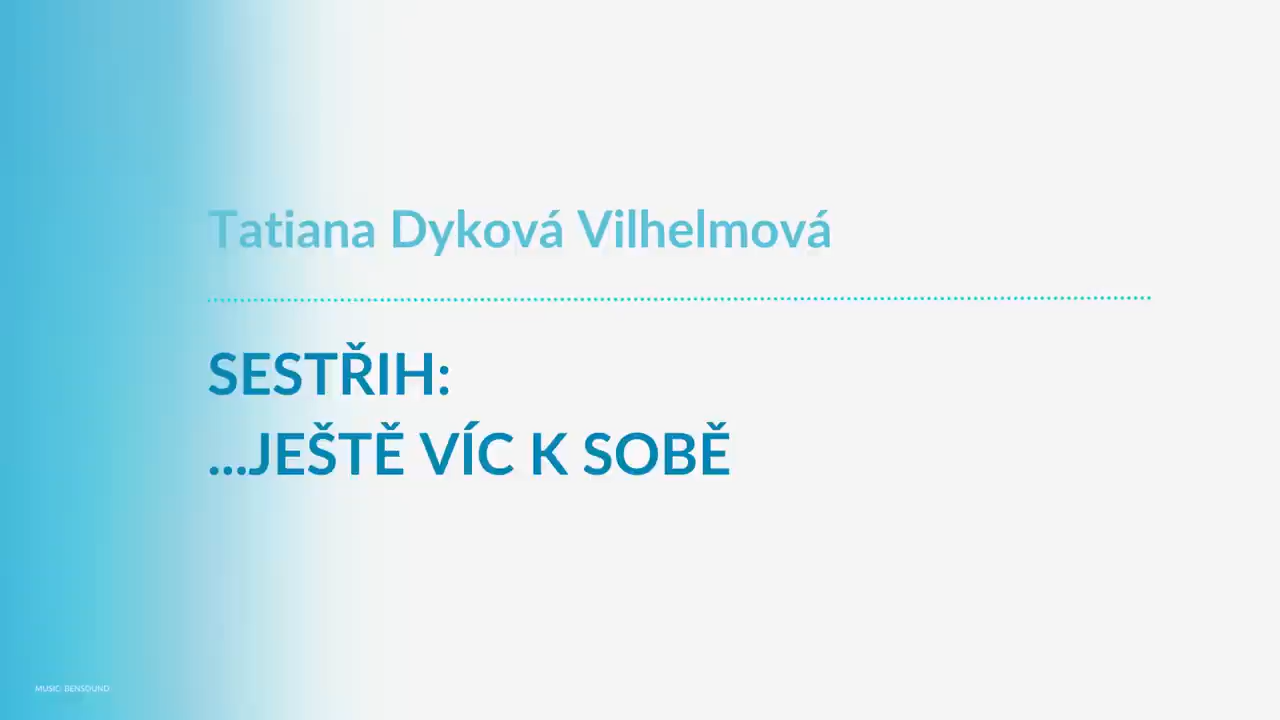 Tatiana Dyková Vilhelmová
SESTŘIH:
...JEŠTĚ VÍC K SOBĚ
MUSIC: BENSOUND